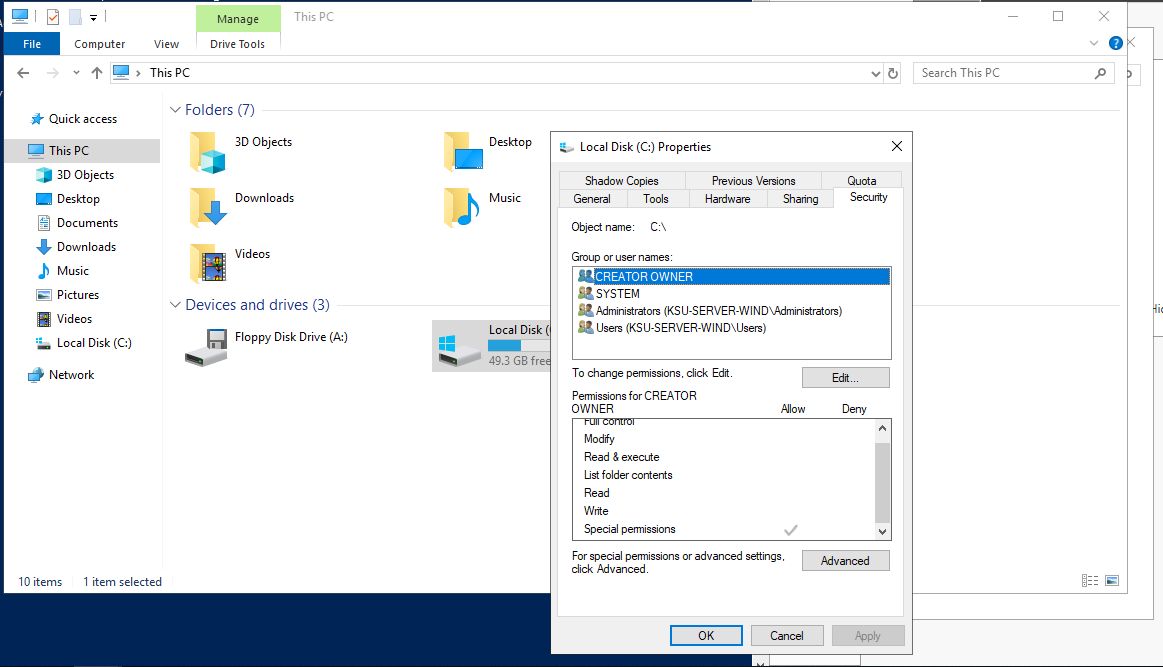 Manage
This PC
File
Computer
View
Drive Tools
This PC
Search This PC
Quick access
This PC
3D Objects
Desktop
Documents
Downloads
Music
Pictures
Videos
Local Disk (C:)
Network
Folders (7)
3D Objects
Desktop
Downloads
Music
Videos
Devices and drives (3)
Floppy Disk Drive (A:)
Local Disk (
49.3 GB free
10 items
1 item selected
Local Disk (C:) Properties
Shadow Copies
Previous Versions
Quota
General
Tools
Hardware
Sharing
Security
Object name: C:\
Group or user names:
CREATOR OWNER
SYSTEM
Administrators (KSU-SERVER-WIND\Administrators)
Users (KSU-SERVER-WIND\Users)
To change permissions, click Edit.
Edit...
Permissions for CREATOR
OWNER
Allow
Deny
Full control
Modify
Read & execute
List folder contents
Read
Write
Special permissions
For special permissions or advanced settings,
click Advanced.
Advanced
OK
Cancel
Apply